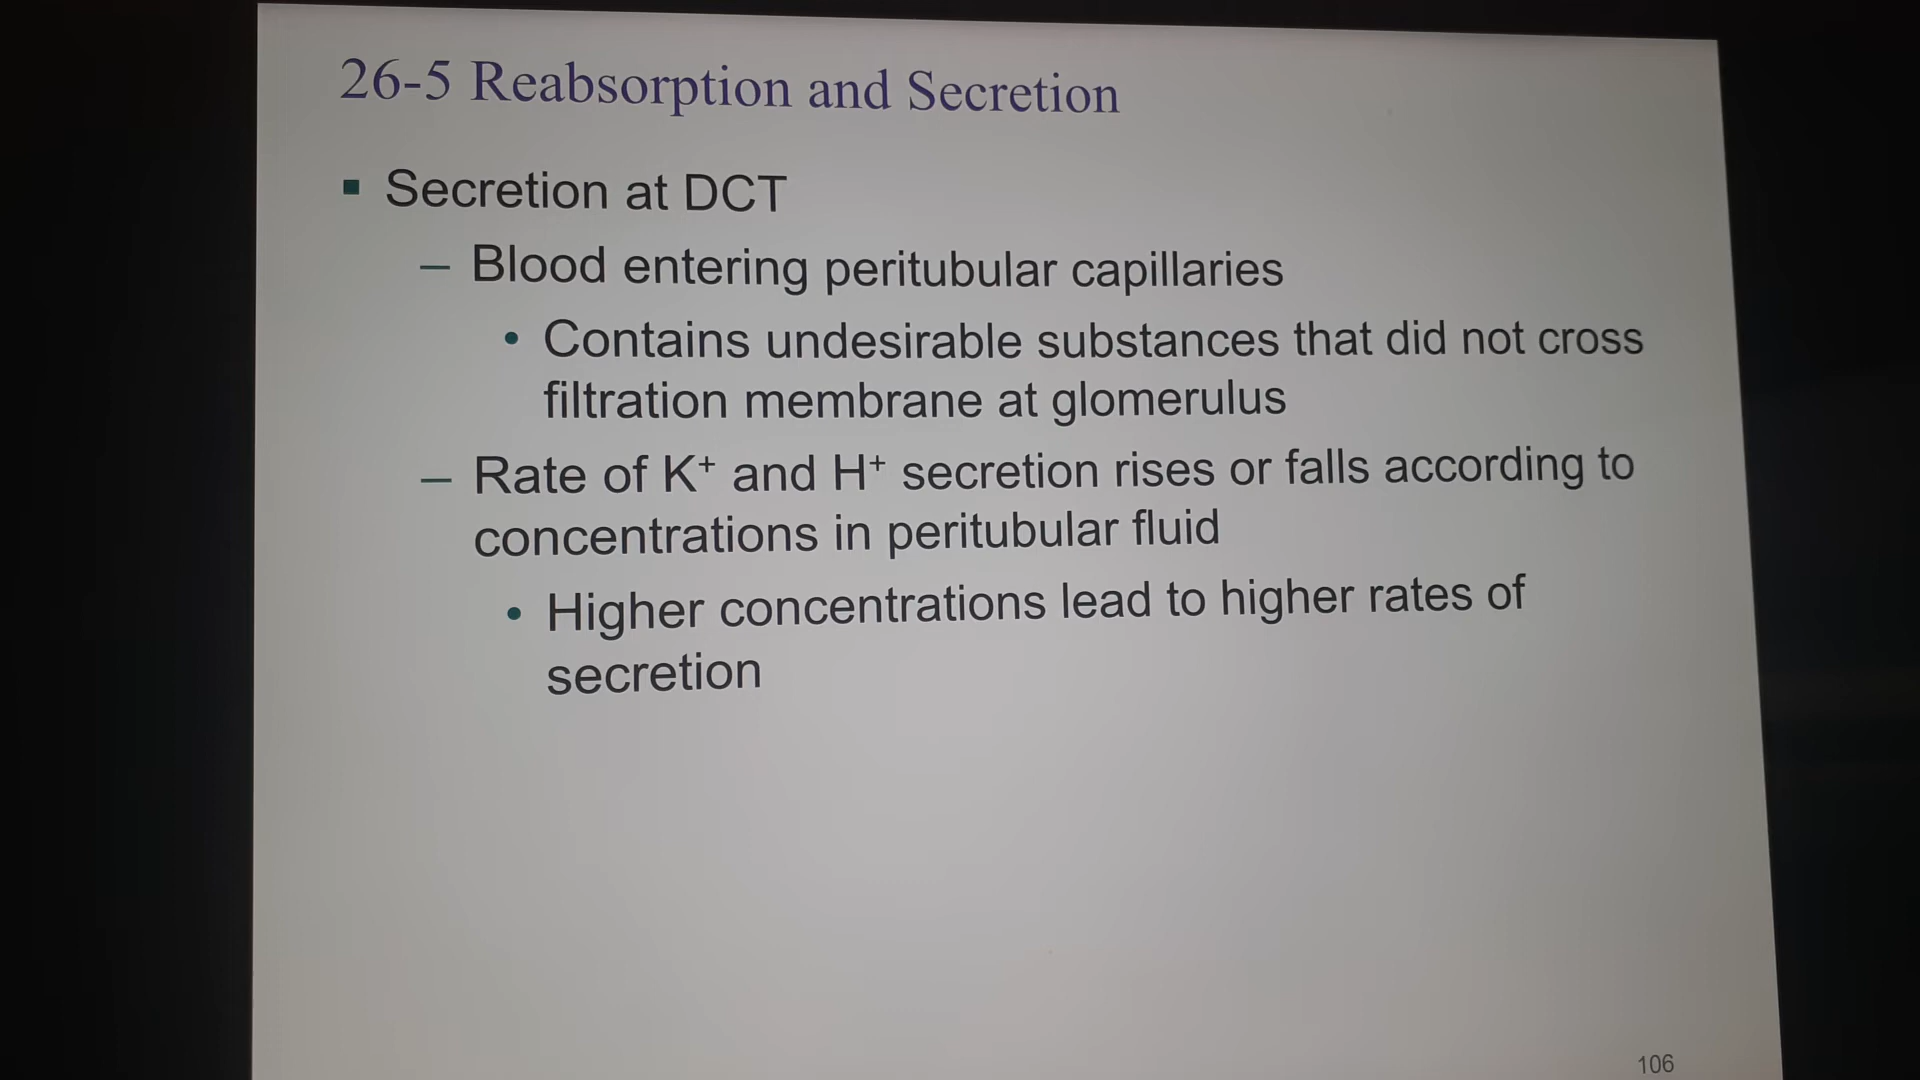 26-5 Reabsorption and Secretion
▪ Secretion at DCT
– Blood entering peritubular capillaries
• Contains undesirable substances that did not cross
filtration membrane at glomerulus
– Rate of K⁺ and H⁺ secretion rises or falls according to
concentrations in peritubular fluid
• Higher concentrations lead to higher rates of
secretion
106